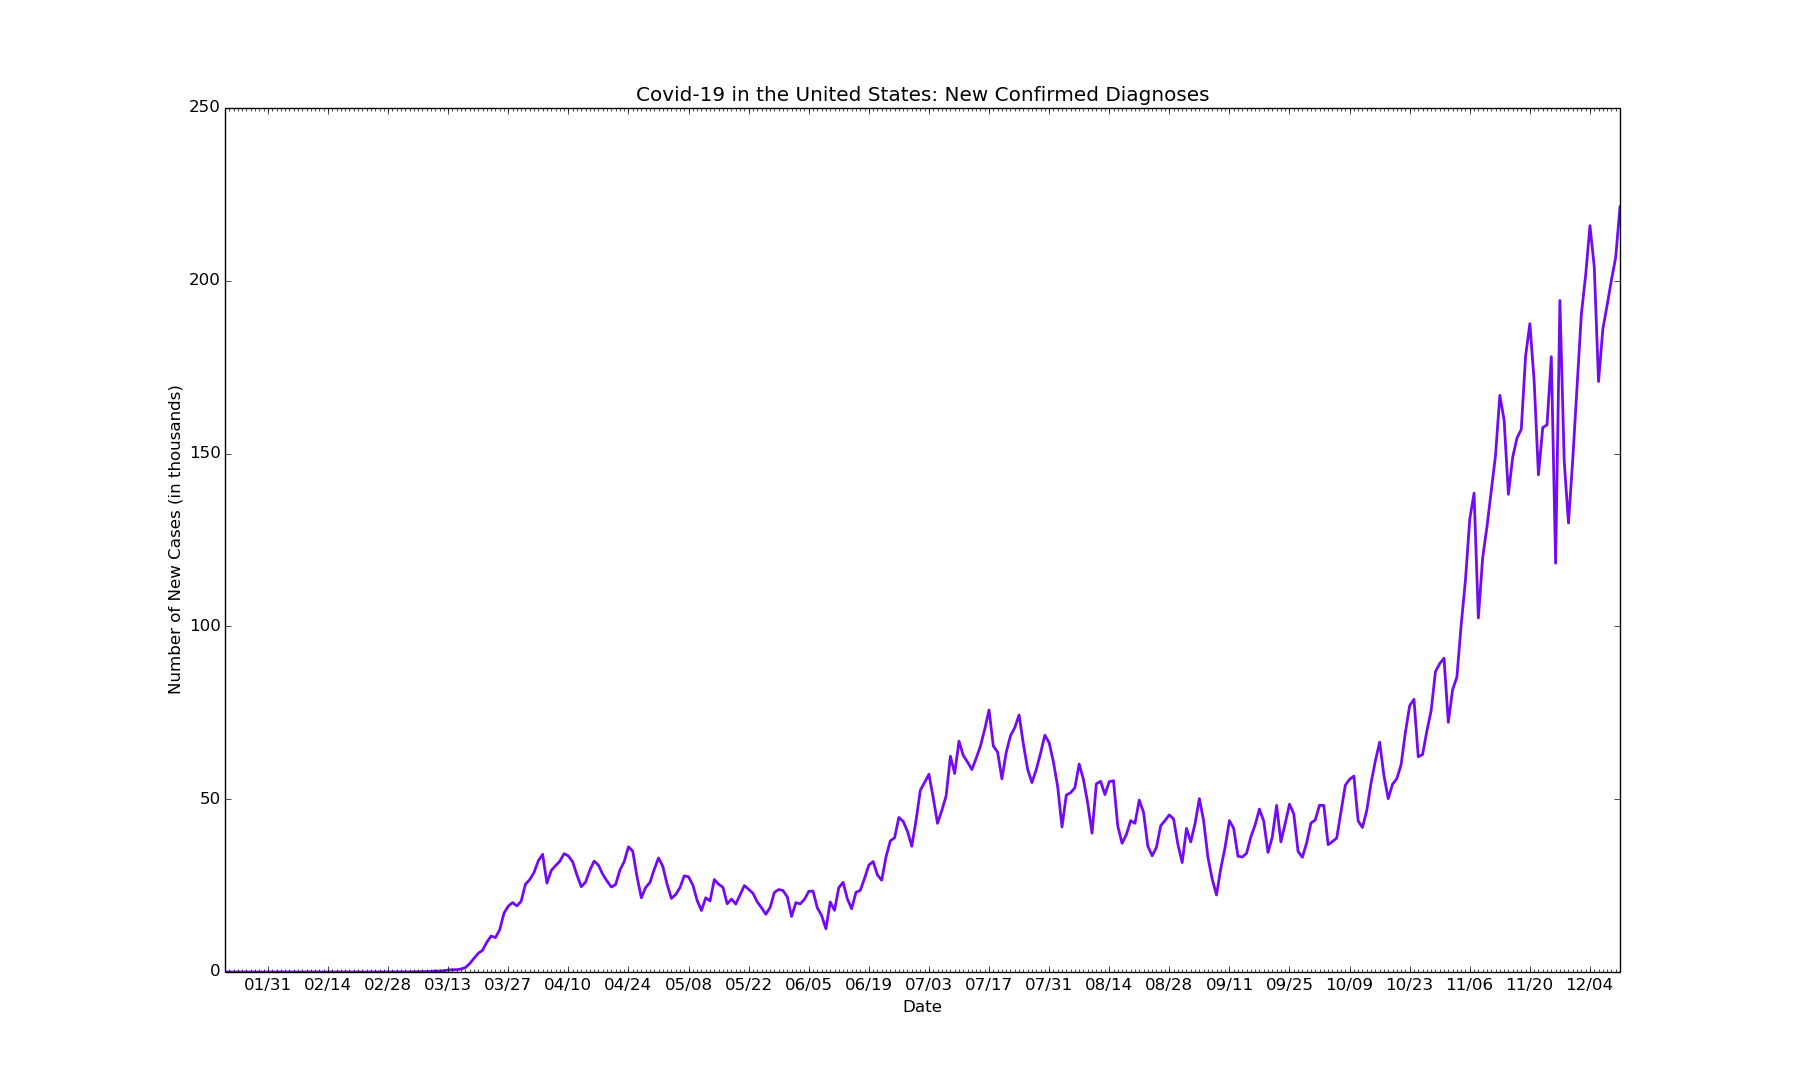 Covid-19 in the United States: New Confirmed Diagnoses
250
200
150
100
50
0
Number of New Cases (in thousands)
01/31 02/14 02/28 03/13 03/27 04/10 04/24 05/08 05/22 06/05 06/19 07/03 07/17 07/31 08/14 08/28 09/11 09/25 10/09 10/23 11/06 11/20 12/04
Date